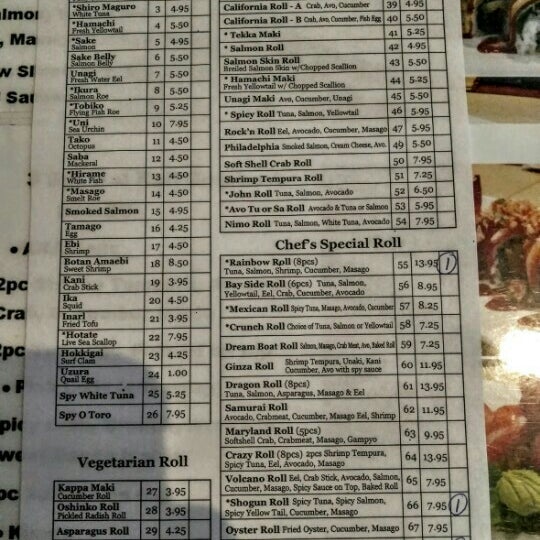 *Shiro Maguro 3 4.95
White Tuna
*Hamachi 4 5.50
Fresh Yellowtail
*Sake 5 4.95
Salmon
Sake Belly 6 5.50
Salmon Belly
Unagi 7 5.50
Fresh Water Eel
*Ikura 8 5.50
Salmon Roe
*Tobiko 9 5.25
Flying Fish Roe
*Uni 10 7.95
Sea Urchin
Tako 11 4.50
Octopus
Saba 12 4.50
Mackeral
*Hirame 13 4.50
White Fish
*Masago 14 4.50
Smelt Roe
Smoked Salmon 15 4.95
Tamago 16 4.25
Egg
Ebi 17 4.50
Shrimp
Botan Amaebi 18 8.50
Sweet Shrimp
Kani 19 3.95
Crab Stick
Ika 20 4.50
Squid
Inari 21 3.95
Fried Tofu
*Hotate 22 7.95
Live Sea Scallop
Hokkigai 23 4.25
Surf Clam
Uzura 24 1.00
Quail Egg
Spy White Tuna 25 5.25
Spy O Toro 26 7.95
Vegetarian Roll
Kappa Maki 27 3.95
Cucumber Roll
Oshinko Roll 28 3.95
Pickled Radish Roll
Asparagus Roll 29 4.25
California Roll - A Crab, Avo, Cucumber 39 4.95
California Roll - B Crab, Avo, Cucumber, Fish Egg 40 5.50
* Tekka Maki 41 5.25
* Salmon Roll 42 4.95
Salmon Skin Roll 43 5.50
Broiled Salmon Skin w/Chopped Scallion
* Hamachi Maki 44 5.25
Fresh Yellowtail w/ Chopped Scallion
Unagi Maki Avo, Cucumber, Unagi 45 5.50
* Spicy Roll Tuna, Salmon, Yellowtail 46 5.95
Rock'n Roll Eel, Avocado, Cucumber, Masago 47 5.95
Philadelphia Smoked Salmon, Cream Cheese, Avo. 49 5.50
Soft Shell Crab Roll 50 7.95
Shrimp Tempura Roll 51 7.25
*John Roll Tuna, Salmon, Avocado 52 6.50
*Avo Tu or Sa Roll Avocado & Tuna or Salmon 53 5.95
Nimo Roll Tuna, Salmon, White Tuna, Avocado 54 7.95
Chef's Special Roll
*Rainbow Roll (8pcs) 55 13.95 1
Tuna, Salmon, Shrimp, Cucumber, Masago
Bay Side Roll (6pcs) Tuna, Salmon, 56 8.95
Yellowtail, Eel, Crab, Avocado, Cucumber
*Mexican Roll Spicy Tuna, Masago, Avocado, Cucumber 57 8.25
*Crunch Roll Choice of Tuna, Salmon or Yellowtail 58 7.25
Dream Boat Roll Salmon, Masago, Crab Meat, Avo, Baked Roll 59 7.25
Ginza Roll Shrimp Tempura, Unaki, Kani 60 11.95
Cucumber, Avo with spy sauce
Dragon Roll (8pcs) 61 13.95
Tuna, Salmon, Asparagus, Masago & Eel
Samurai Roll 62 11.95
Avocado, Crabmeat, Cucumber, Masago Eel, Shrimp
Maryland Roll (5pcs) 63 9.95
Softshell Crab, Crabmeat, Masago, Gampyo
Crazy Roll (8pcs) 2pcs Shrimp Tempura, 64 13.95
Spicy Tuna, Eel, Avocado, Masago
Volcano Roll Eel, Crab Stick, Avocado, Salmon, 65 7.95
Cucumber, Masago, Spicy Sauce on Top, Baked Roll
*Shogun Roll Spicy Tuna, Spicy Salmon, 66 7.95 1
Spicy Yellow Tail, Cucumber, Masago
Oyster Roll Fried Oyster, Cucumber, Masago 67 7.95